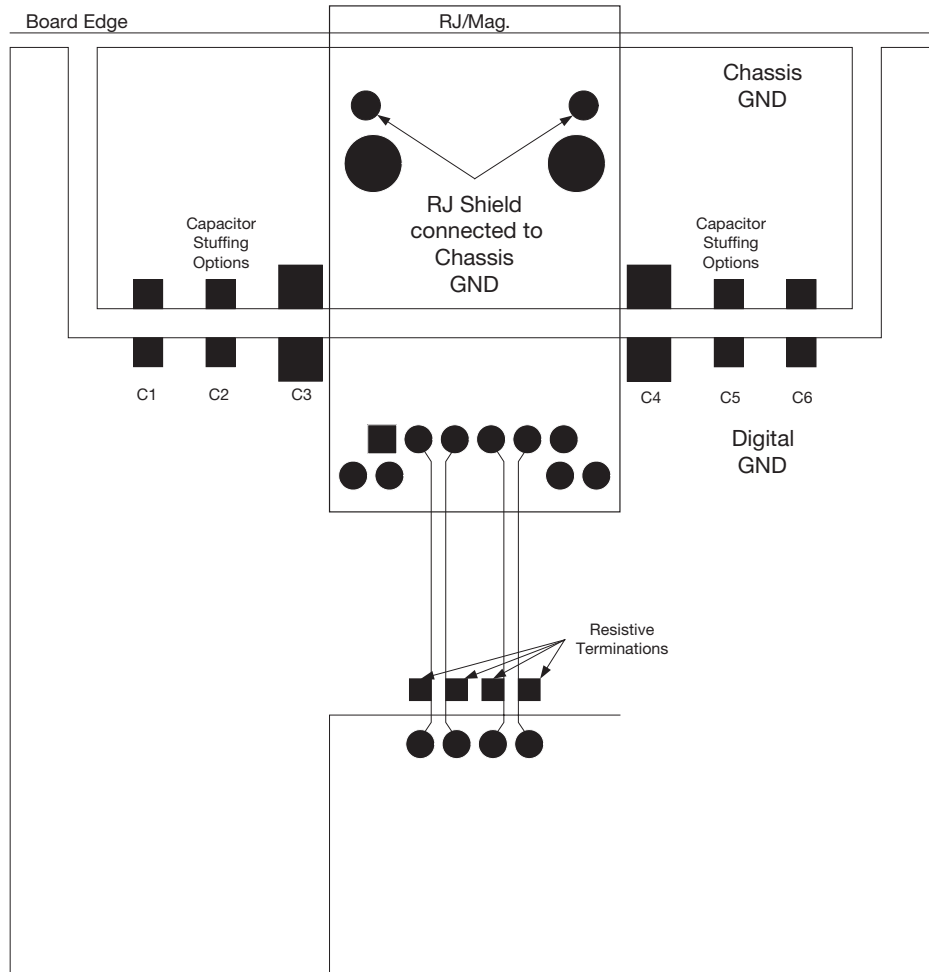 Board Edge
RJ/Mag.
Chassis
GND
RJ Shield
connected to
Chassis
GND
Capacitor
Stuffing
Options
Capacitor
Stuffing
Options
C1
C2
C3
C4
C5
C6
Digital
GND
Resistive
Terminations